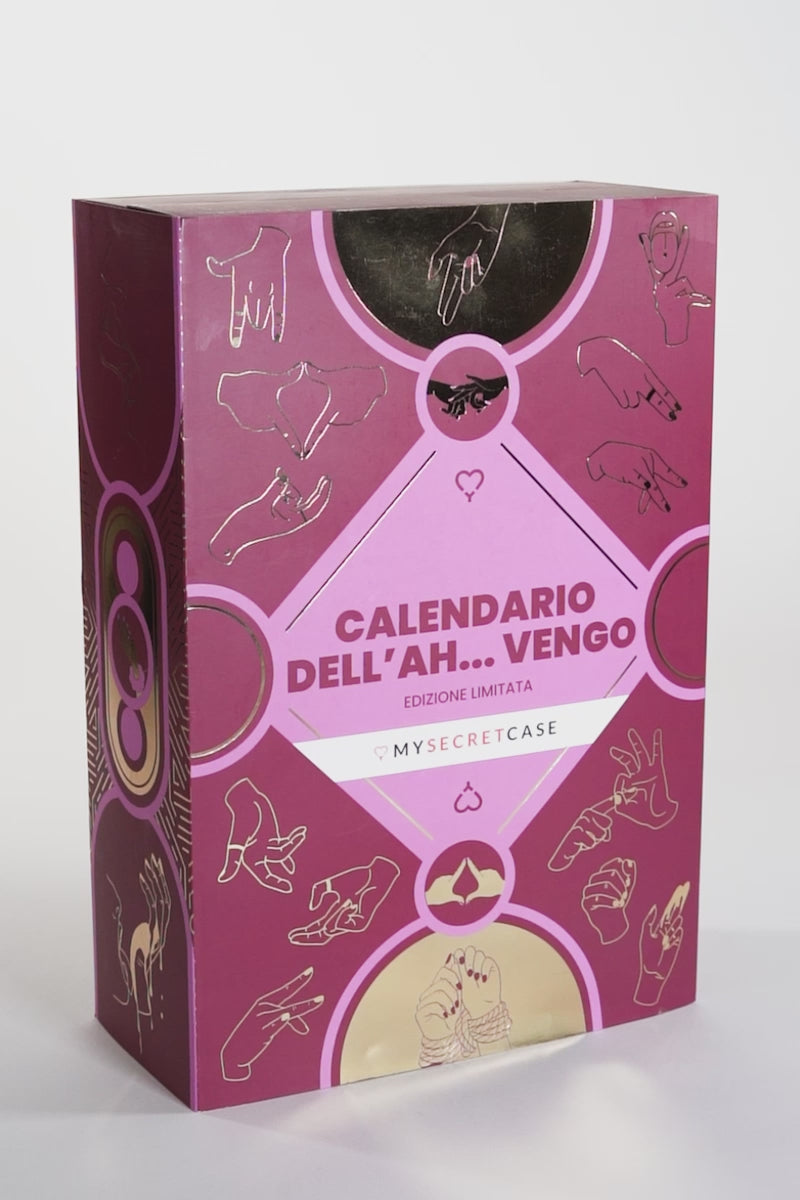 CALENDARIO
DELL'AH... VENGO
EDIZIONE LIMITATA
MYSECRETCASE